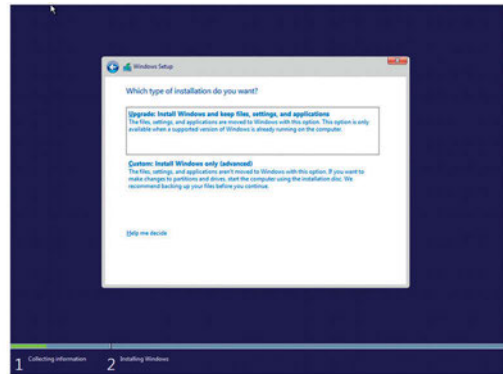 Windows Setup
Which type of installation do you want?
Upgrade: Install Windows and keep files, settings, and applications
The files, settings, and applications are moved to Windows with this option. This option is only
available when a supported version of Windows is already running on the computer.
Custom: Install Windows only (advanced)
The files, settings, and applications aren't moved to Windows with this option. If you want to
make changes to partitions and drives, start the computer using the installation disc. We
recommend backing up your files before you continue.
Help me decide
1 Collecting information
2 Installing Windows